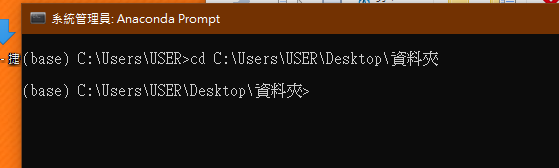 系統管理員: Anaconda Prompt
(base) C:\Users\USER>cd C:\Users\USER\Desktop\資料夾
- 捷
(base) C:\Users\USER\Desktop\資料夾>